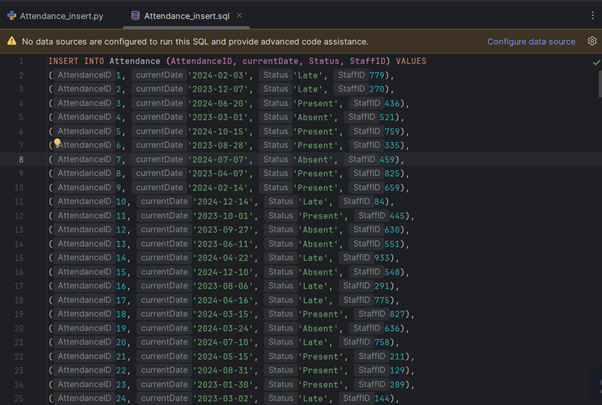 Attendance_insert.py Attendance_insert.sql
No data sources are configured to run this SQL and provide advanced code assistance. Configure data source
1 INSERT INTO Attendance (AttendanceID, currentDate, Status, StaffID) VALUES
2 ( AttendanceID 1, currentDate '2024-02-03', Status 'Late', StaffID 779),
3 ( AttendanceID 2, currentDate '2023-12-07', Status 'Late', StaffID 270),
4 ( AttendanceID 3, currentDate '2024-06-20', Status 'Present', StaffID 436),
5 ( AttendanceID 4, currentDate '2023-03-01', Status 'Absent', StaffID 521),
6 ( AttendanceID 5, currentDate '2024-10-15', Status 'Present', StaffID 759),
7 ( AttendanceID 6, currentDate '2023-08-28', Status 'Present', StaffID 335),
8 ( AttendanceID 7, currentDate '2024-07-07', Status 'Absent', StaffID 459),
9 ( AttendanceID 8, currentDate '2023-04-07', Status 'Present', StaffID 825),
10 ( AttendanceID 9, currentDate '2024-02-14', Status 'Present', StaffID 659),
11 ( AttendanceID 10, currentDate '2024-12-14', Status 'Late', StaffID 84),
12 ( AttendanceID 11, currentDate '2023-10-01', Status 'Present', StaffID 445),
13 ( AttendanceID 12, currentDate '2023-09-27', Status 'Absent', StaffID 630),
14 ( AttendanceID 13, currentDate '2023-06-11', Status 'Absent', StaffID 551),
15 ( AttendanceID 14, currentDate '2024-04-22', Status 'Late', StaffID 933),
16 ( AttendanceID 15, currentDate '2024-12-10', Status 'Absent', StaffID 548),
17 ( AttendanceID 16, currentDate '2023-08-06', Status 'Late', StaffID 291),
18 ( AttendanceID 17, currentDate '2024-04-16', Status 'Late', StaffID 775),
19 ( AttendanceID 18, currentDate '2024-03-15', Status 'Present', StaffID 827),
20 ( AttendanceID 19, currentDate '2024-03-24', Status 'Absent', StaffID 636),
21 ( AttendanceID 20, currentDate '2024-07-10', Status 'Late', StaffID 758),
22 ( AttendanceID 21, currentDate '2024-05-15', Status 'Present', StaffID 211),
23 ( AttendanceID 22, currentDate '2024-08-31', Status 'Present', StaffID 129),
24 ( AttendanceID 23, currentDate '2023-01-30', Status 'Present', StaffID 289),
25 ( AttendanceID 24, currentDate '2023-03-02', Status 'Late', StaffID 144),